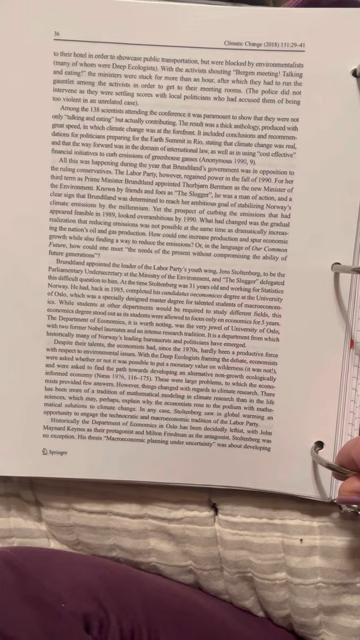 36
Climatic Change (2018) 151:29–41
to their hotel in order to showcase public transportation, but were blocked by environmentalists
(many of whom were Deep Ecologists). With the activists shouting "Bergen meeting! Talking
and eating!" the ministers were stuck for more than an hour, after which they had to run the
gauntlet among the activists in order to get to their meeting rooms. (The police did not
intervene as they were settling scores with local politicians who had accused them of being
too violent in an unrelated case).
Among the 138 scientists attending the conference it was paramount to show that they were not
only "talking and eating" but actually contributing. The result was a thick anthology, produced with
great speed, in which climate change was at the forefront. It included conclusions and recommen-
dations for politicians preparing for the Earth Summit in Rio, stating that climate change was real,
and that the way forward was in the domain of international law, as well as in using "cost effective"
financial initiatives to curb emissions of greenhouse gasses (Anonymous 1990, 9).
All this was happening during the year that Brundtland's government was in opposition to
the ruling conservatives. The Labor Party, however, regained power in the fall of 1990. For her
third term as Prime Minister Brundtland appointed Thorbjørn Berntsen as the new Minister of
the Environment. Known by friends and foes as "The Slugger", he was a man of action, and a
clear sign that Brundtland was determined to reach her ambitious goal of stabilizing Norway's
climate emissions by the millennium. Yet the prospect of curbing the emissions that had
appeared feasible in 1989, looked overambitious by 1990. What had changed was the gradual
realization that reducing emissions was not possible at the same time as dramatically increas-
ing the nation's oil and gas production. How could one increase production and spur economic
growth while also finding a way to reduce the emissions? Or, in the language of Our Common
Future, how could one meet "the needs of the present without compromising the ability of
future generations"?
Brundtland appointed the leader of the Labor Party's youth wing, Jens Stoltenberg, to be the
Parliamentary Undersecretary at the Ministry of the Environment, and "The Slugger" delegated
this difficult question to him. At the time Stoltenberg was 31 years old and working for Statistics
Norway. He had, back in 1985, completed his candidatus oeconomices degree at the University
of Oslo, which was a specially designed master degree for talented students of macroeconom-
ics. While students at other departments would be required to study different fields, this
economics degree stood out as its students were allowed to focus only on economics for 5 years.
The Department of Economics, it is worth noting, was the very jewel of University of Oslo,
with two former Nobel laureates and an intense research tradition. It is a department from which
historically many of Norway's leading bureaucrats and politicians have emerged.
Despite their talents, the economists had, since the 1970s, hardly been a productive force
with respect to environmental issues. With the Deep Ecologists framing the debate, economists
were asked whether or not it was possible to put a monetary value on wilderness (it was not!),
and were asked to find the path towards developing an alternative non-growth ecologically
informed economy (Næss 1976, 116–175). These were large problems, to which the econo-
mists provided few answers. However, things changed with regards to climate research. There
has been more of a tradition of mathematical modeling in climate research than in the life
sciences, which may, perhaps, explain why the economists rose to the podium with mathe-
matical solutions to climate change. In any case, Stoltenberg saw in global warming an
opportunity to engage the technocratic and macroeconomic tradition of the Labor Party.
Historically the Department of Economics in Oslo has been decidedly leftist, with John
Maynard Keynes as their protagonist and Milton Friedman as the antagonist. Stoltenberg was
no exception. His thesis "Macroeconomic planning under uncertainty" was about developing
Springer